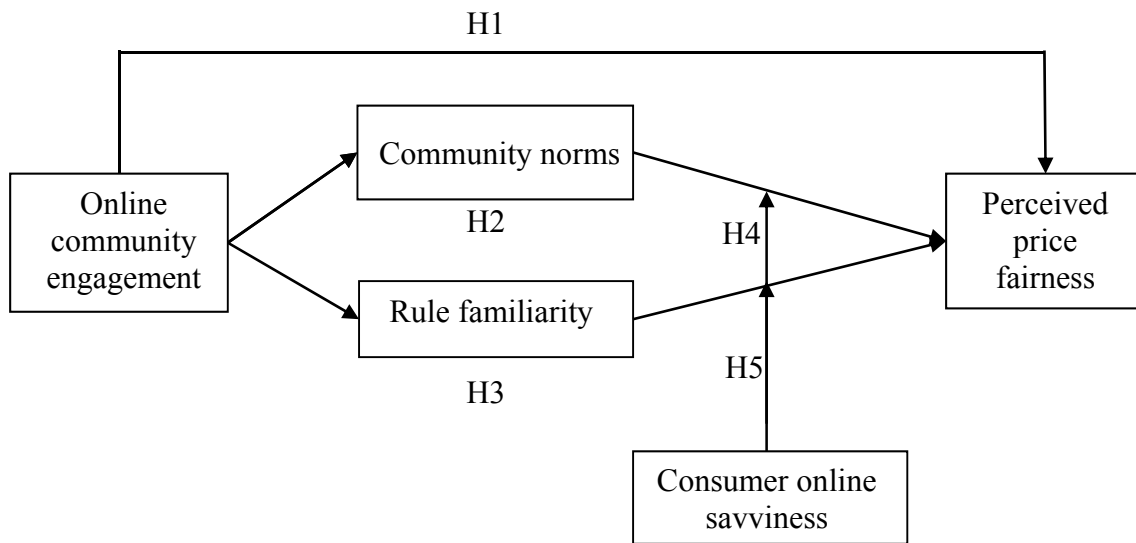 H1
Community norms
Online
community
engagement
H2
H4
Perceived
price
fairness
Rule familiarity
H3
H5
Consumer online
savviness